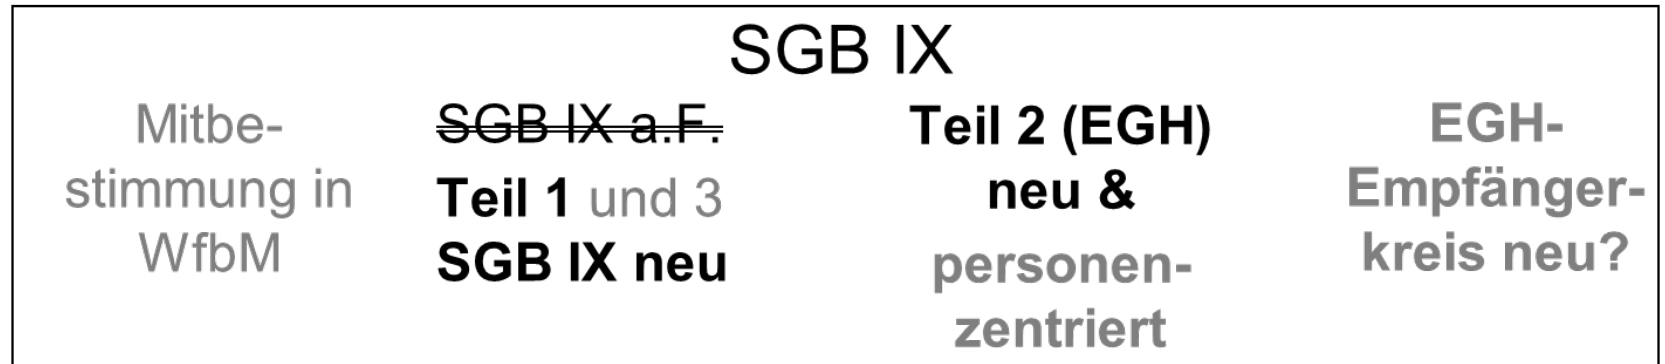 SGB IX
Mitbe-
stimmung in
WfbM
SGB IX a.F.
Teil 1 und 3
SGB IX neu
Teil 2 (EGH)
neu &
personen-
zentriert
EGH-
Empfänger-
kreis neu?